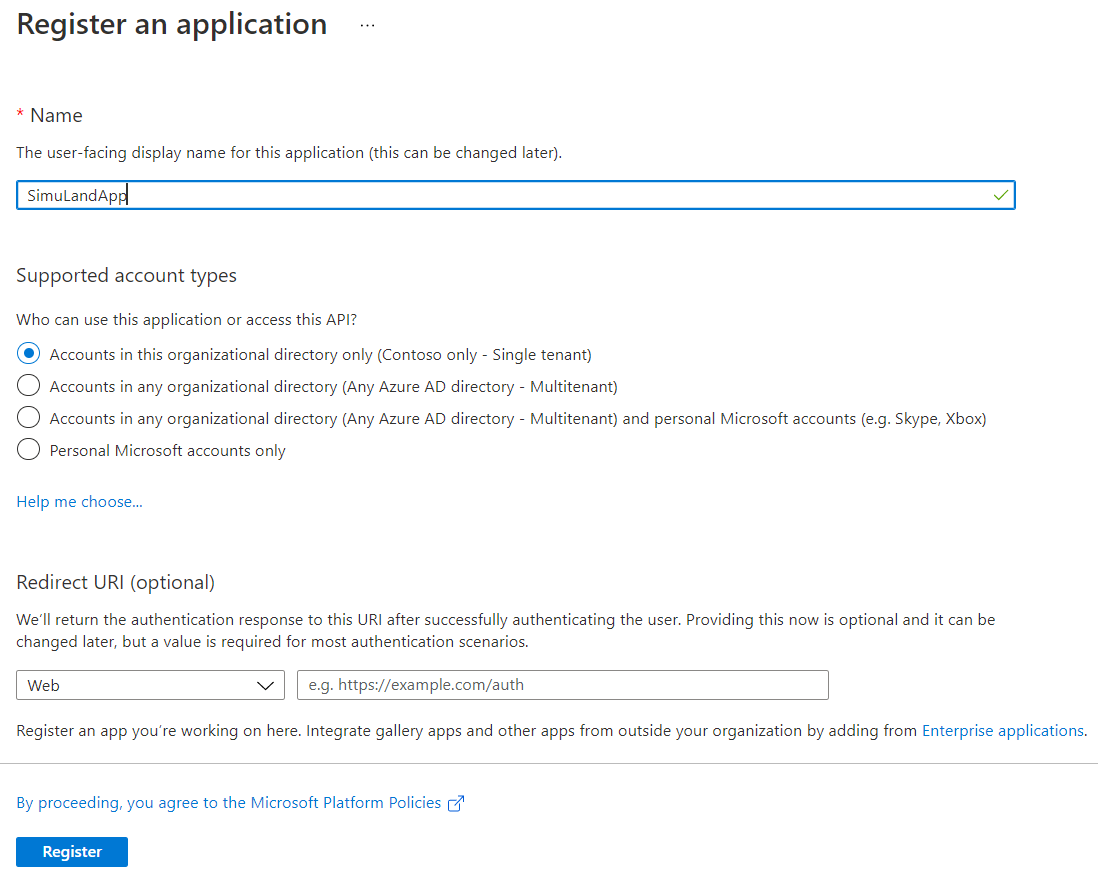 Register an application ...
* Name
The user-facing display name for this application (this can be changed later).
SimuLandApp
Supported account types
Who can use this application or access this API?
Accounts in this organizational directory only (Contoso only - Single tenant)
Accounts in any organizational directory (Any Azure AD directory - Multitenant)
Accounts in any organizational directory (Any Azure AD directory - Multitenant) and personal Microsoft accounts (e.g. Skype, Xbox)
Personal Microsoft accounts only
Help me choose...
Redirect URI (optional)
We'll return the authentication response to this URI after successfully authenticating the user. Providing this now is optional and it can be
changed later, but a value is required for most authentication scenarios.
Web e.g. https://example.com/auth
Register an app you're working on here. Integrate gallery apps and other apps from outside your organization by adding from Enterprise applications.
By proceeding, you agree to the Microsoft Platform Policies
Register